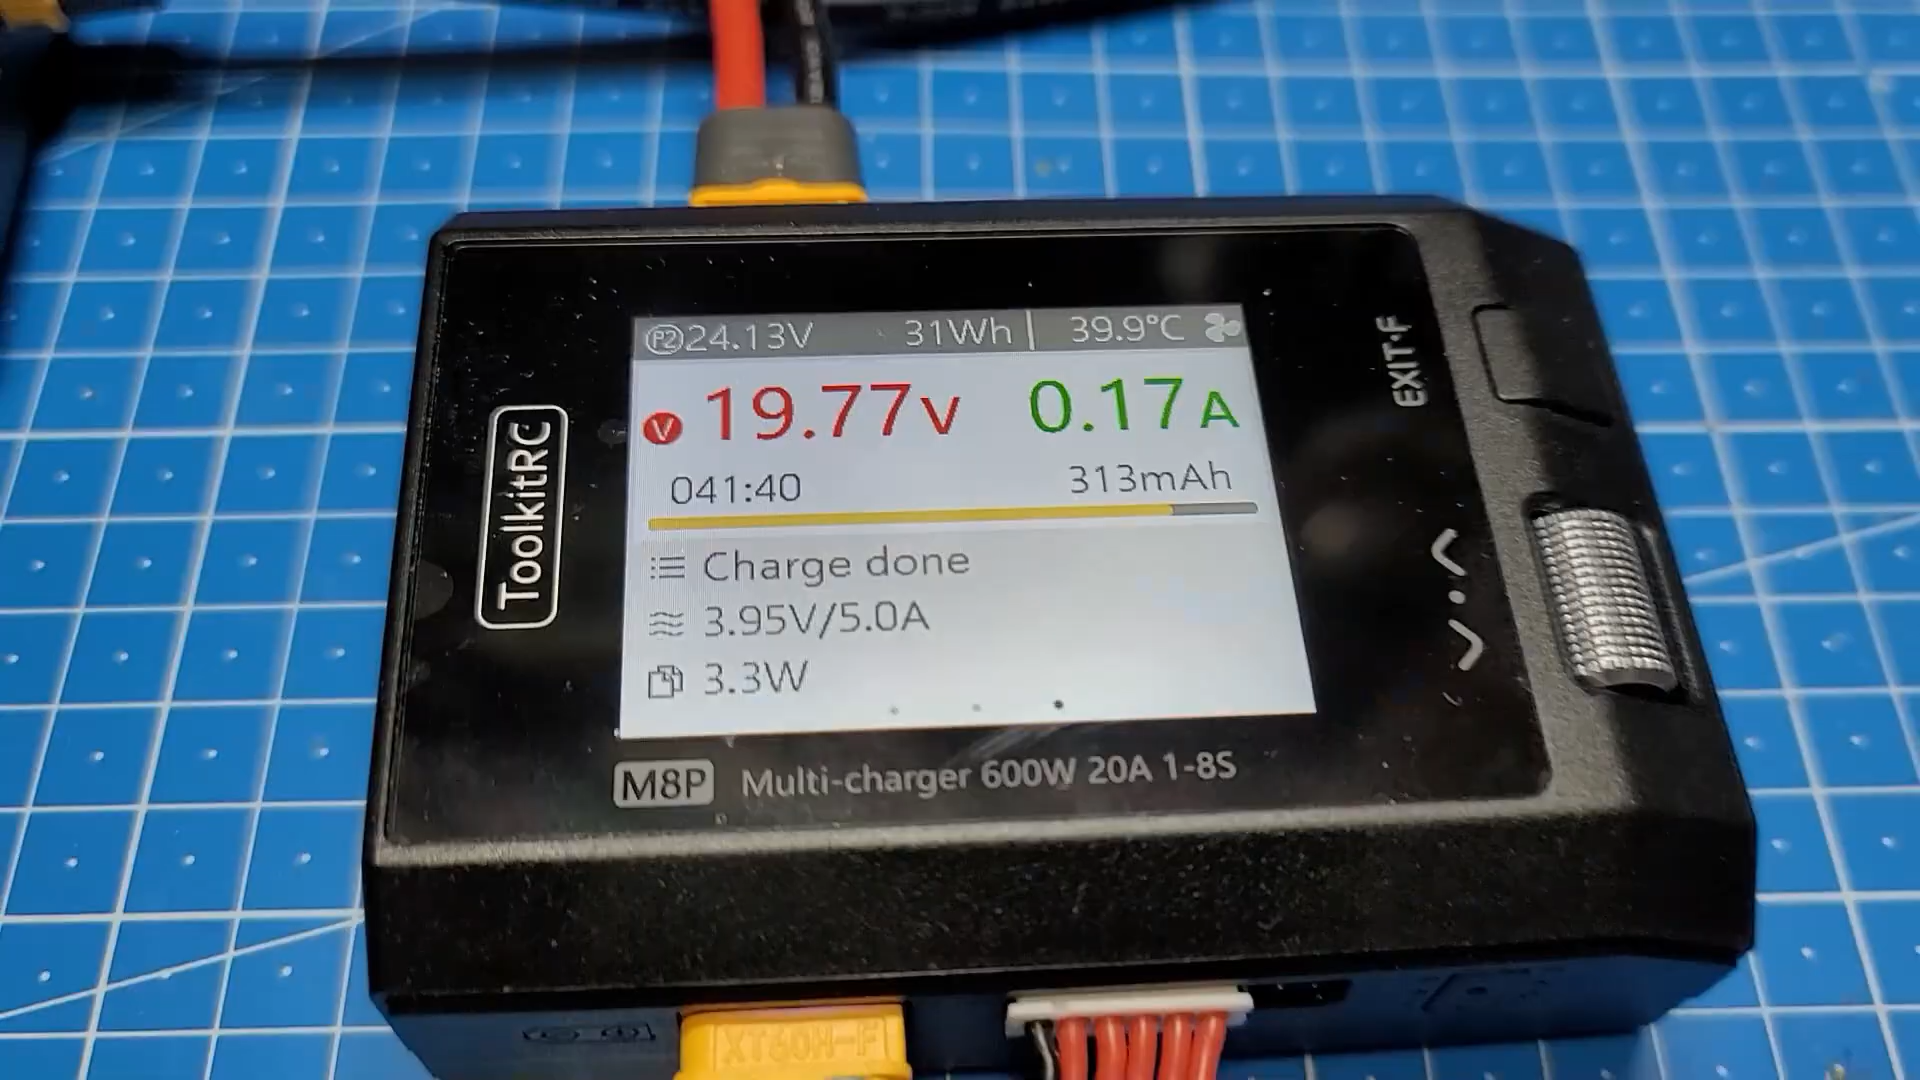 P2 24.13V 31Wh 39.9°C
V 19.77V 0.17A
041:40 313mAh
Charge done
3.95V/5.0A
3.3W
ToolkitRC
EXIT·F
M8P Multi-charger 600W 20A 1-8S
XT60H-F